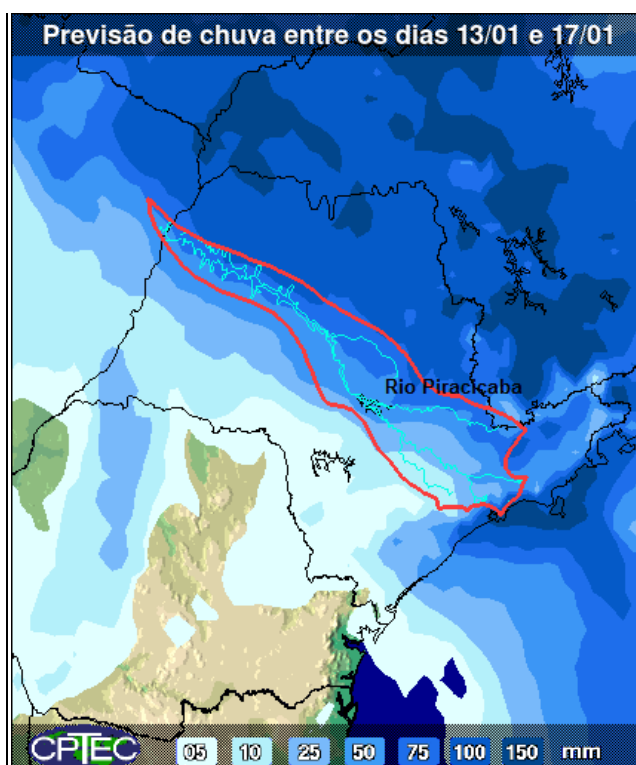 Previsão de chuva entre os dias 13/01 e 17/01
Rio Piracicaba
CPTEC 05 10 25 50 75 100 150 mm